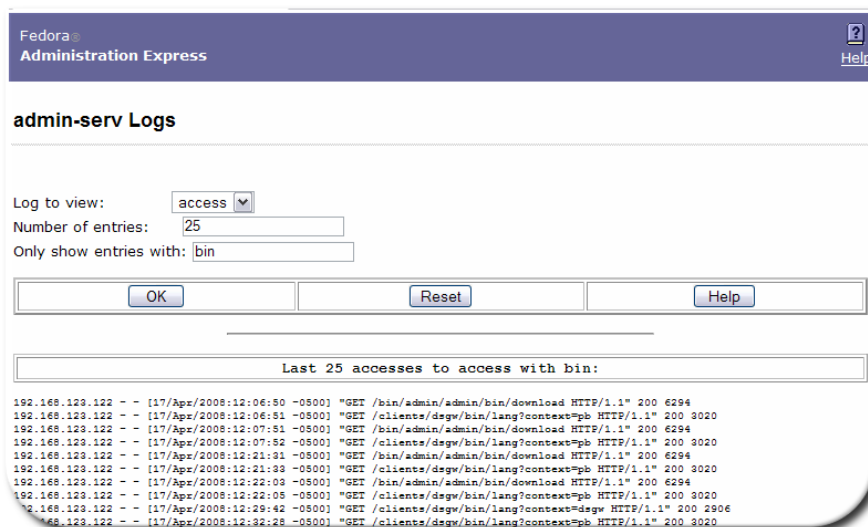 Fedora®
Administration Express
?
Help
admin-serv Logs
Log to view: access
Number of entries: 25
Only show entries with: bin
OK Reset Help
Last 25 accesses to access with bin:
192.168.123.122 - - [17/Apr/2008:12:06:50 -0500] "GET /bin/admin/admin/bin/download HTTP/1.1" 200 6294
192.168.123.122 - - [17/Apr/2008:12:06:51 -0500] "GET /clients/dsgw/bin/lang?context=pb HTTP/1.1" 200 3020
192.168.123.122 - - [17/Apr/2008:12:07:51 -0500] "GET /bin/admin/admin/bin/download HTTP/1.1" 200 6294
192.168.123.122 - - [17/Apr/2008:12:07:52 -0500] "GET /clients/dsgw/bin/lang?context=pb HTTP/1.1" 200 3020
192.168.123.122 - - [17/Apr/2008:12:21:31 -0500] "GET /bin/admin/admin/bin/download HTTP/1.1" 200 6294
192.168.123.122 - - [17/Apr/2008:12:21:33 -0500] "GET /clients/dsgw/bin/lang?context=pb HTTP/1.1" 200 3020
192.168.123.122 - - [17/Apr/2008:12:22:03 -0500] "GET /bin/admin/admin/bin/download HTTP/1.1" 200 6294
192.168.123.122 - - [17/Apr/2008:12:22:05 -0500] "GET /clients/dsgw/bin/lang?context=pb HTTP/1.1" 200 3020
192.168.123.122 - - [17/Apr/2008:12:29:42 -0500] "GET /clients/dsgw/bin/lang?context=dsgw HTTP/1.1" 200 2906
.168.123.122 - - [17/Apr/2008:12:32:28 -0500] "GET /clients/dsgw/bin/lang?context=pb HTTP/1.1" 200 3020